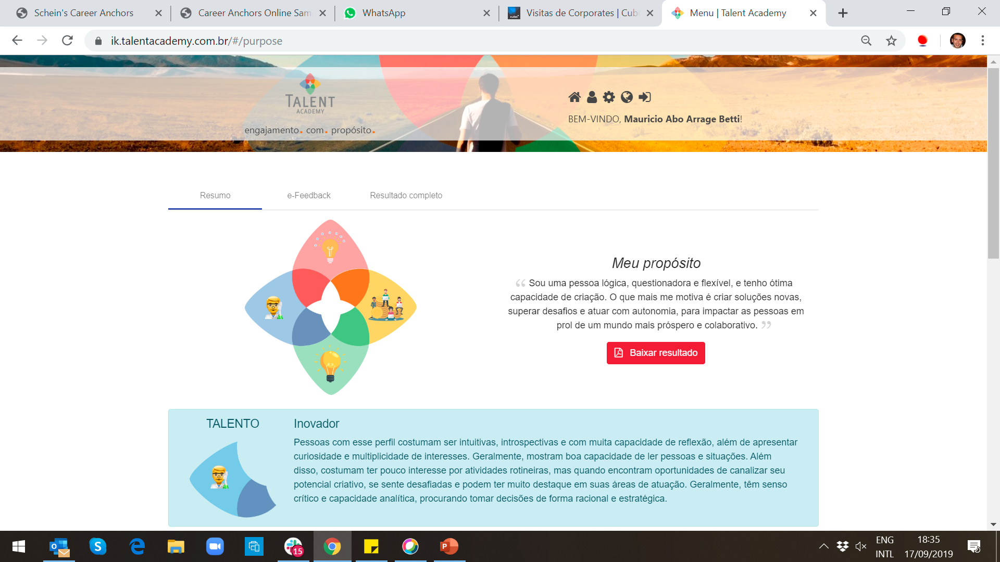 Schein's Career Anchors
Career Anchors Online Sam
WhatsApp
Visitas de Corporates | Cub
Menu | Talent Academy
ik.talentacademy.com.br/#/purpose
TALENT
ACADEMY
engajamento. com. propósito.
BEM-VINDO, Mauricio Abo Arrage Betti!
Resumo
e-Feedback
Resultado completo
Meu propósito
“ Sou uma pessoa lógica, questionadora e flexível, e tenho ótima
capacidade de criação. O que mais me motiva é criar soluções novas,
superar desafios e atuar com autonomia, para impactar as pessoas em
prol de um mundo mais próspero e colaborativo. ”
Baixar resultado
TALENTO
Inovador
Pessoas com esse perfil costumam ser intuitivas, introspectivas e com muita capacidade de reflexão, além de apresentar
curiosidade e multiplicidade de interesses. Geralmente, mostram boa capacidade de ler pessoas e situações. Além
disso, costumam ter pouco interesse por atividades rotineiras, mas quando encontram oportunidades de canalizar seu
potencial criativo, se sente desafiadas e podem ter muito destaque em suas áreas de atuação. Geralmente, têm senso
crítico e capacidade analítica, procurando tomar decisões de forma racional e estratégica.
15
ENG
INTL
18:35
17/09/2019